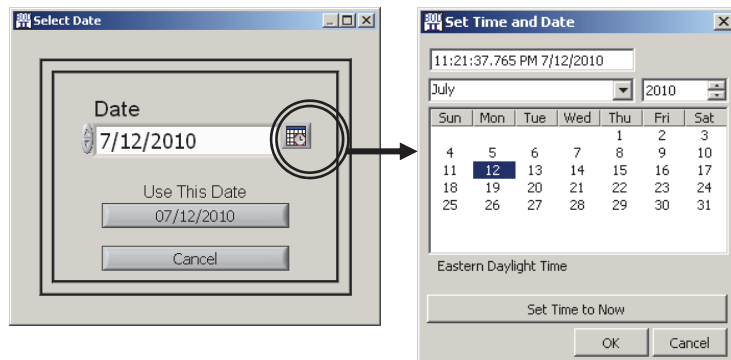 Select Date
Date
7/12/2010
Use This Date
07/12/2010
Cancel
Set Time and Date
11:21:37.765 PM 7/12/2010
July 2010
Sun Mon Tue Wed Thu Fri Sat
1 2 3
4 5 6 7 8 9 10
11 12 13 14 15 16 17
18 19 20 21 22 23 24
25 26 27 28 29 30 31
Eastern Daylight Time
Set Time to Now
OK Cancel